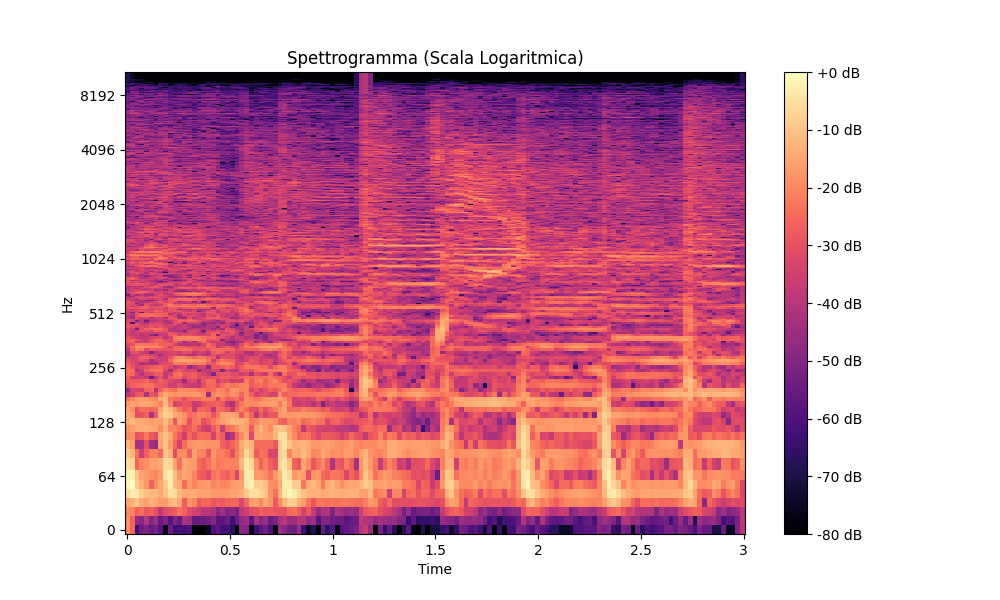 Spettrogramma (Scala Logaritmica)
Hz
8192
4096
2048
1024
512
256
128
64
0
0
0.5
1
1.5
2
2.5
3
Time
+0 dB
-10 dB
-20 dB
-30 dB
-40 dB
-50 dB
-60 dB
-70 dB
-80 dB